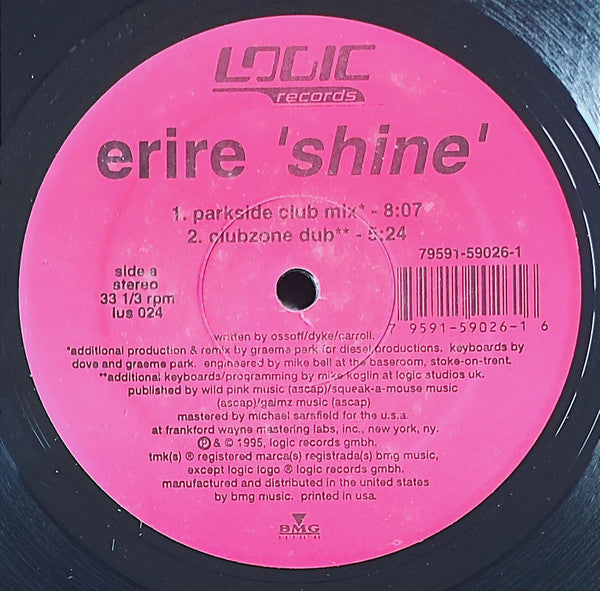 LOGIC
records
erire 'shine'
1. parkside club mix* - 8:07
2. clubzone dub** - 5:24
79591-59026-1
side a
stereo
33 1/3 rpm
lus 024
7 9591-59026-1 6
written by ossoff/dyke/carroll.
*additional production & remix by graeme park for diesel productions. keyboards by
dove and graeme park. engineered by mike bell at the baseroom, stoke-on-trent.
**additional keyboards/programming by mike koglin at logic studios uk.
published by wild pink music (ascap)/squeak-a-mouse music
(ascap)/gaimz music (ascap)
mastered by michael sarsfield for the u.s.a.
at frankford wayne mastering labs, inc., new york, ny.
℗ & © 1995, logic records gmbh.
tmk(s) ® registered marca(s) registrada(s) bmg music,
except logic logo ® logic records gmbh.
manufactured and distributed in the united states
by bmg music. printed in usa.
BMG